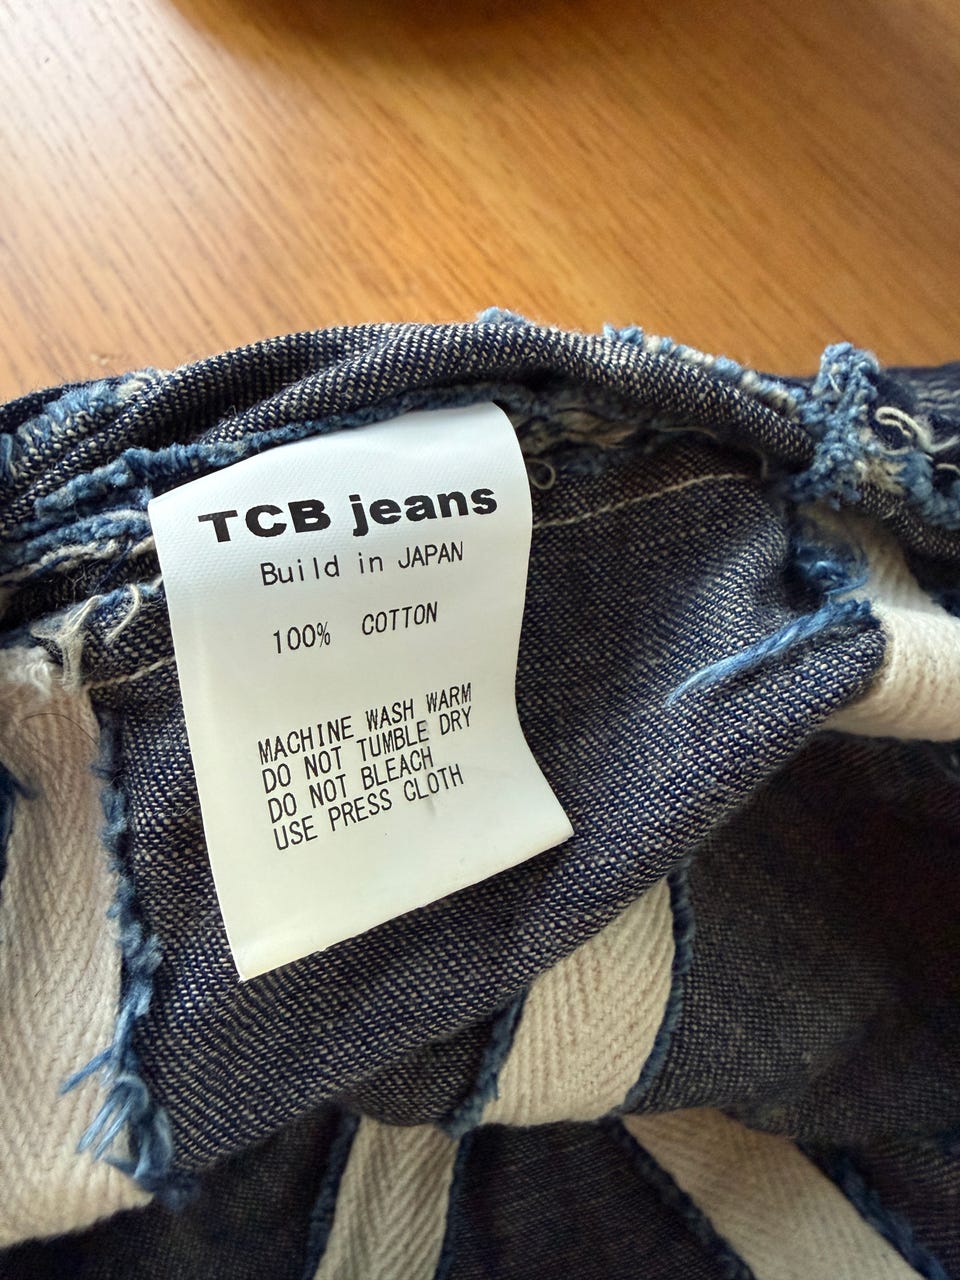 TCB jeans
Build in JAPAN
100% COTTON
MACHINE WASH WARM
DO NOT TUMBLE DRY
DO NOT BLEACH
USE PRESS CLOTH